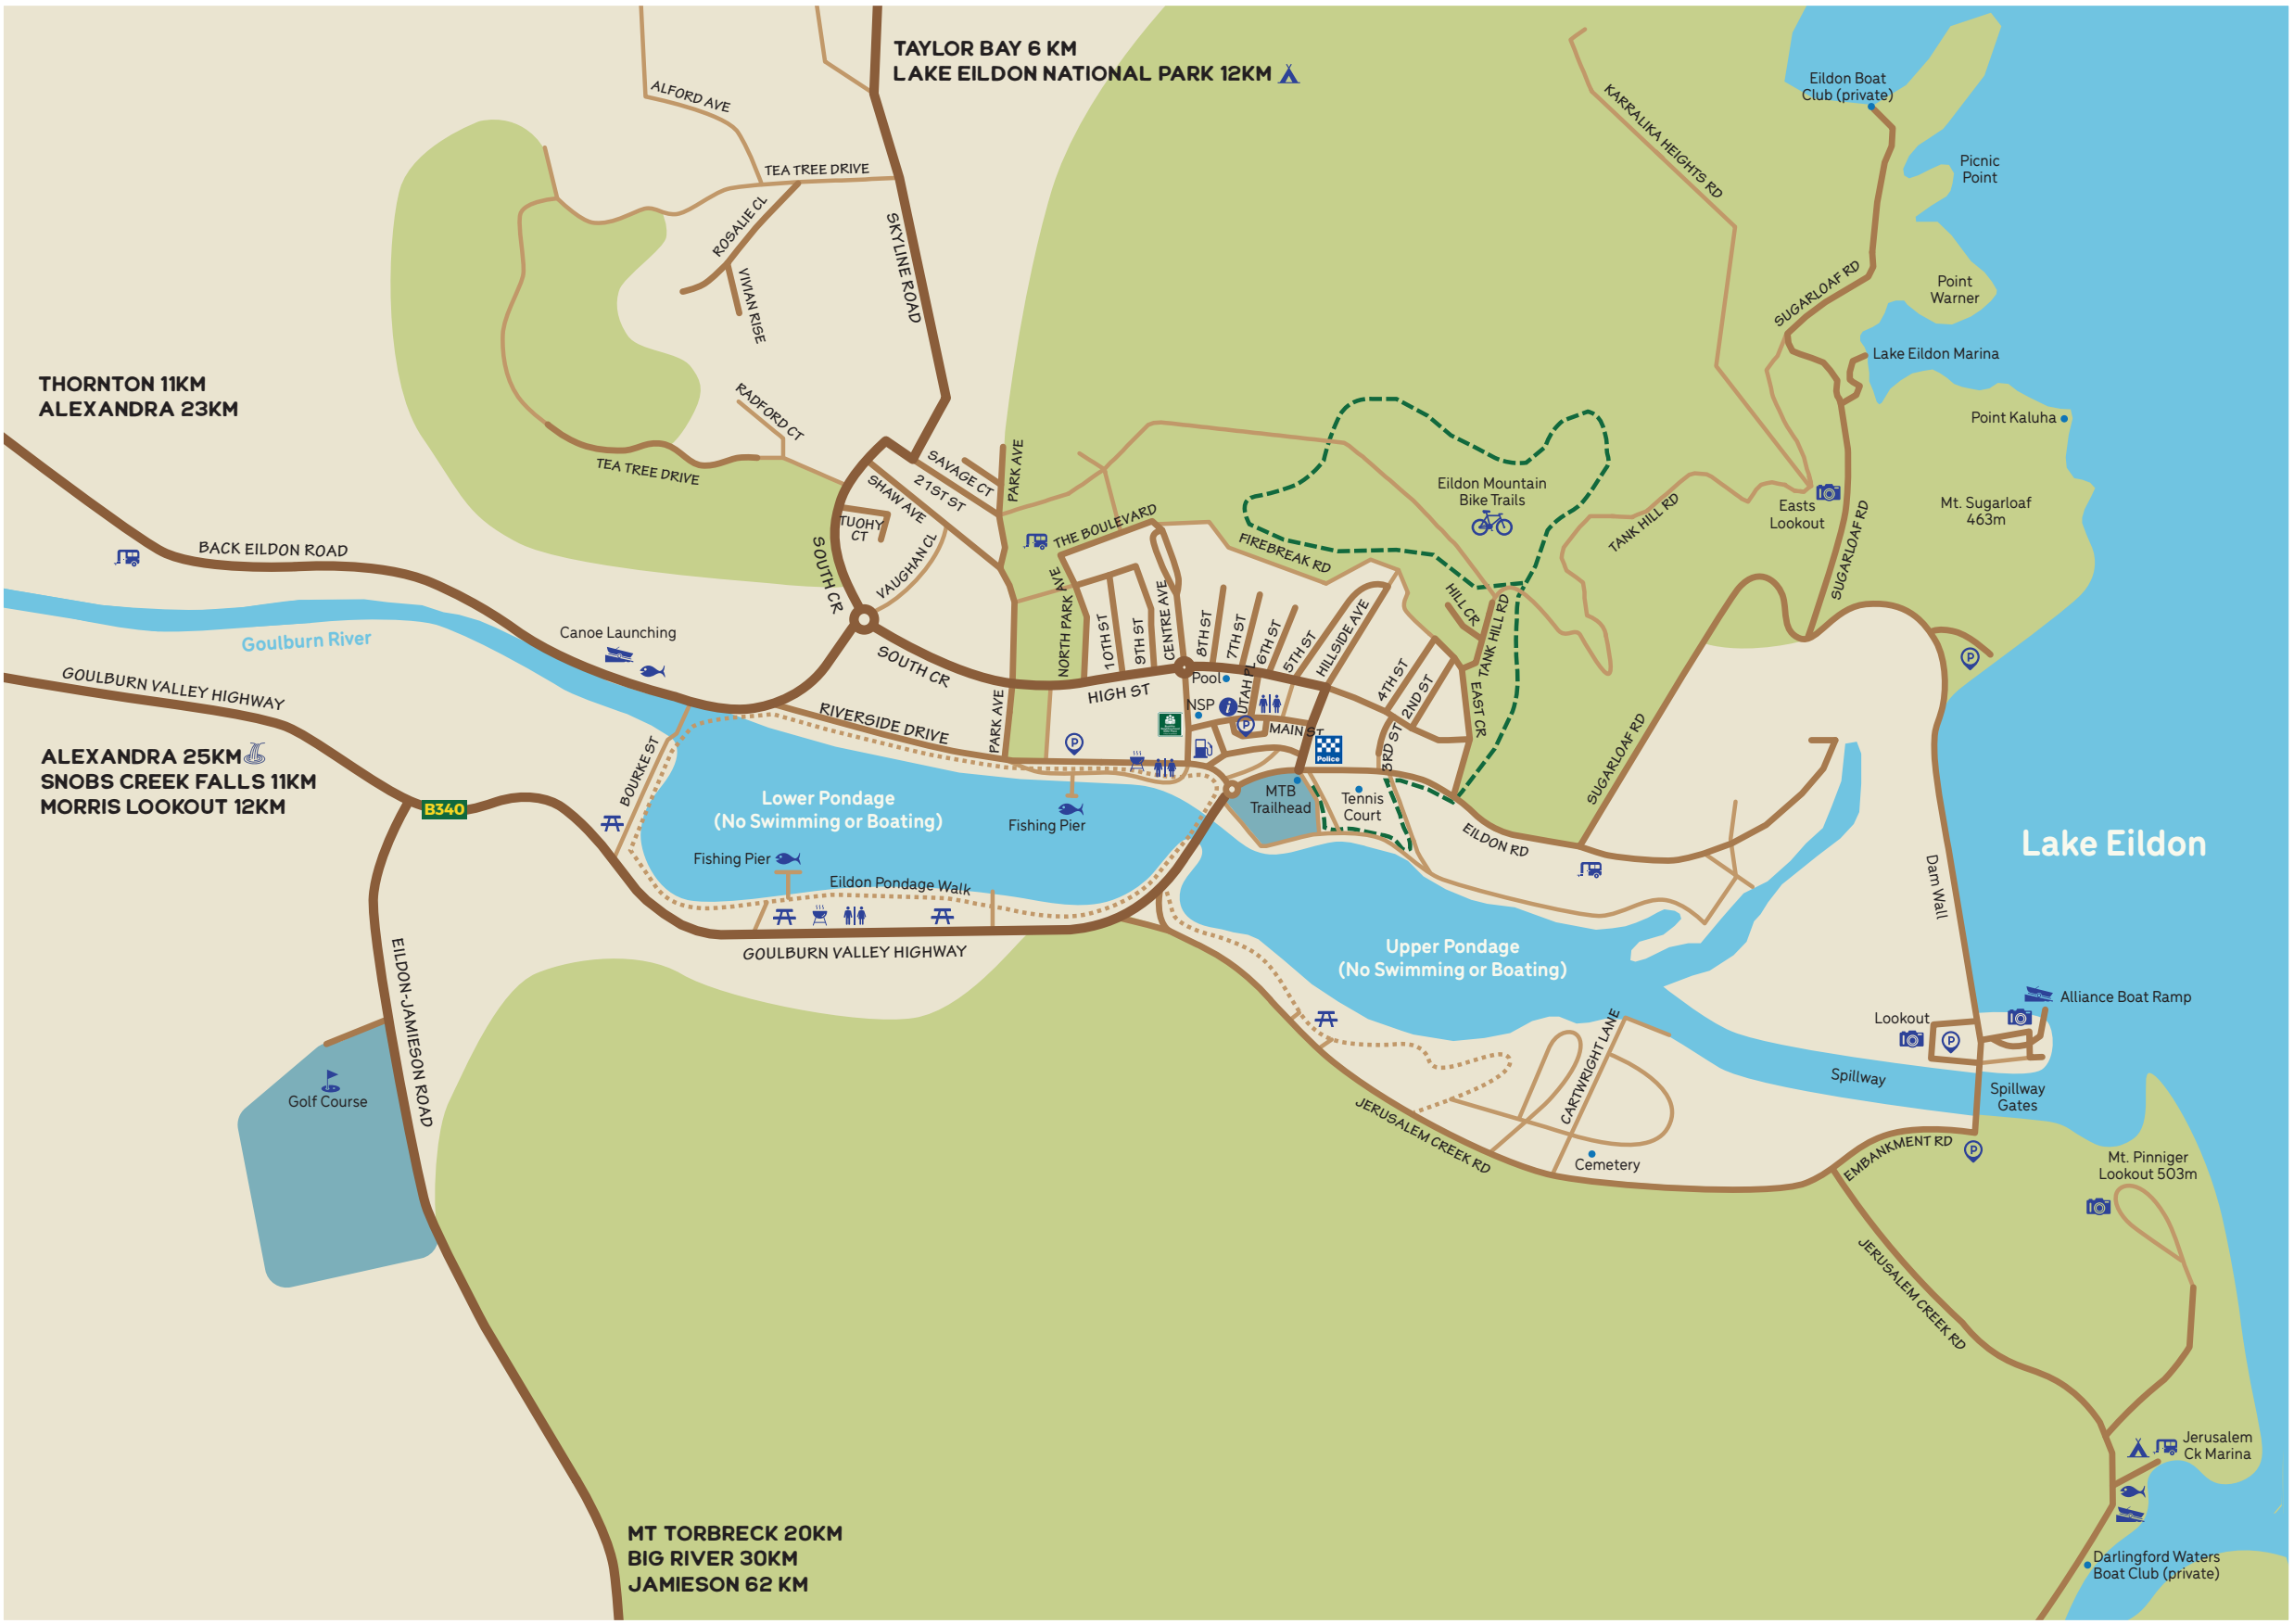 TAYLOR BAY 6 KM
LAKE EILDON NATIONAL PARK 12KM
ALFORD AVE
TEA TREE DRIVE
ROSALIE CL
VIVIAN RISE
SKYLINE ROAD
KARRALIKA HEIGHTS RD
Eildon Boat
Club (private)
Picnic
Point
Point
Warner
SUGARLOAF RD
Lake Eildon Marina
Point Kaluha
Mt. Sugarloaf
463m
THORNTON 11KM
ALEXANDRA 23KM
RADFORD CT
TEA TREE DRIVE
SAVAGE CT
21ST ST
SHAW AVE
PARK AVE
TUOHY
CT
VAUGHAN CL
SOUTH CR
THE BOULEVARD
FIREBREAK RD
Eildon Mountain
Bike Trails
TANK HILL RD
Easts
Lookout
SUGARLOAF RD
SUGARLOAF RD
BACK EILDON ROAD
Goulburn River
Canoe Launching
GOULBURN VALLEY HIGHWAY
SOUTH CR
NORTH PARK AVE
10TH ST
9TH ST
CENTRE AVE
8TH ST
7TH ST
6TH ST
5TH ST
HILLSIDE AVE
HILL CR
TANK HILL RD
4TH ST
2ND ST
EAST CR
3RD ST
HIGH ST
Pool
NSP
i
UTAH PL
P
MAIN ST
Police
RIVERSIDE DRIVE
PARK AVE
P
P
BOURKE ST
ALEXANDRA 25KM
SNOBS CREEK FALLS 11KM
MORRIS LOOKOUT 12KM
B340
Lower Pondage
(No Swimming or Boating)
Fishing Pier
Fishing Pier
MTB
Trailhead
Tennis
Court
EILDON RD
SUGARLOAF RD
Lake Eildon
Dam Wall
Eildon Pondage Walk
GOULBURN VALLEY HIGHWAY
Upper Pondage
(No Swimming or Boating)
EILDON-JAMIESON ROAD
Golf Course
Alliance Boat Ramp
Lookout
P
Spillway
Spillway
Gates
CARTWRIGHT LANE
JERUSALEM CREEK RD
Cemetery
EMBANKMENT RD
P
Mt. Pinniger
Lookout 503m
JERUSALEM CREEK RD
Jerusalem
Ck Marina
MT TORBRECK 20KM
BIG RIVER 30KM
JAMIESON 62 KM
Darlingford Waters
Boat Club (private)